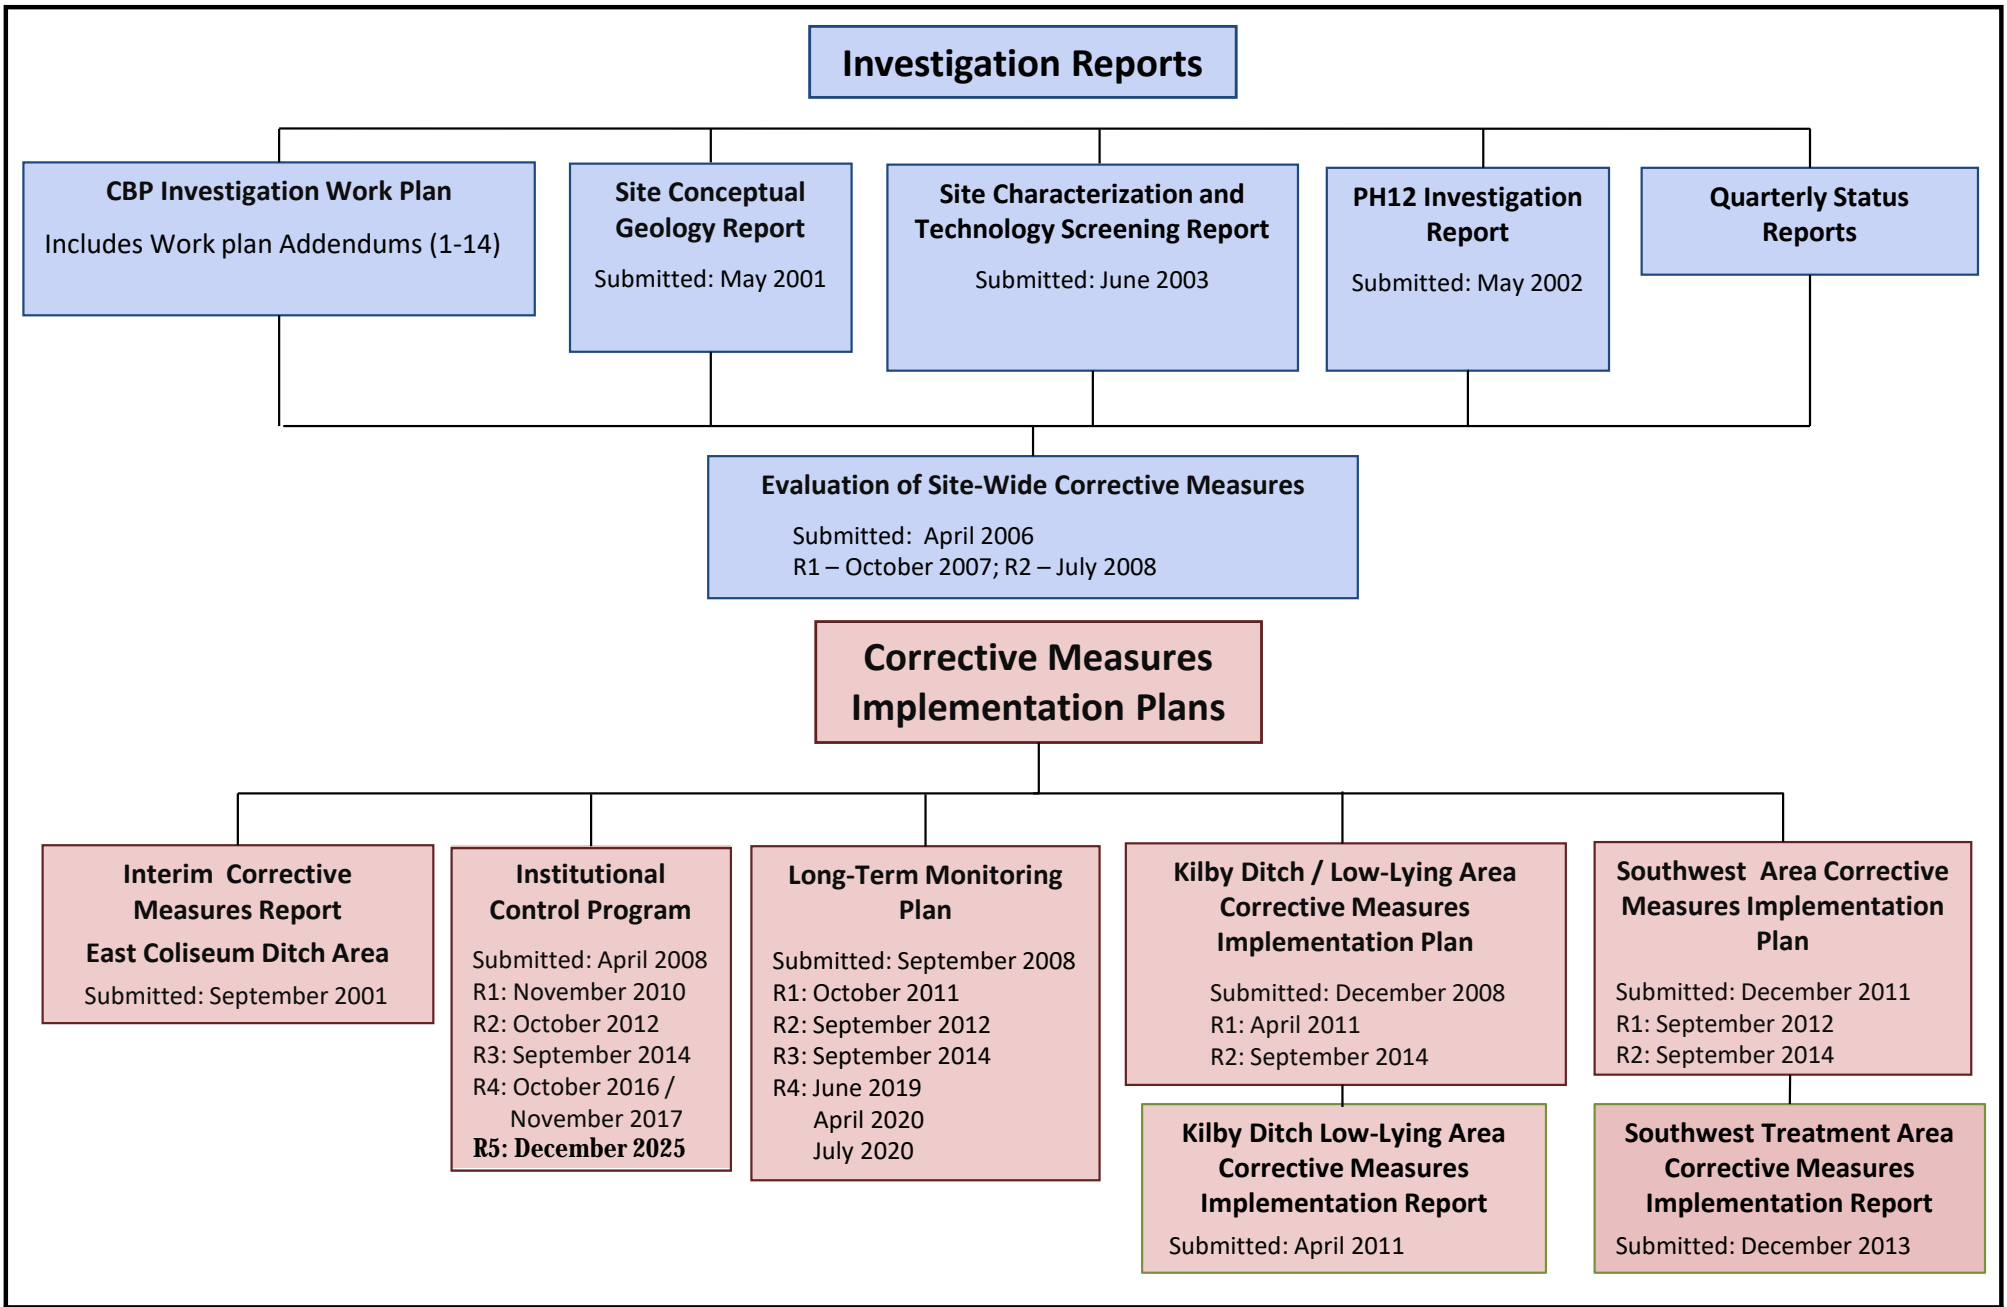 Investigation Reports
CBP Investigation Work Plan
Includes Work plan Addendums (1-14)
Site Conceptual
Geology Report
Submitted: May 2001
Site Characterization and
Technology Screening Report
Submitted: June 2003
PH12 Investigation
Report
Submitted: May 2002
Quarterly Status
Reports
Evaluation of Site-Wide Corrective Measures
Submitted:  April 2006
R1 – October 2007; R2 – July 2008
Corrective Measures
Implementation Plans
Interim  Corrective
Measures Report
East Coliseum Ditch Area
Submitted: September 2001
Institutional
Control Program
Submitted: April 2008
R1: November 2010
R2: October 2012
R3: September 2014
R4: October 2016 /
November 2017
R5: December 2025
Long-Term Monitoring
Plan
Submitted: September 2008
R1: October 2011
R2: September 2012
R3: September 2014
R4: June 2019
April 2020
July 2020
Kilby Ditch / Low-Lying Area
Corrective Measures
Implementation Plan
Submitted: December 2008
R1: April 2011
R2: September 2014
Kilby Ditch Low-Lying Area
Corrective Measures
Implementation Report
Submitted: April 2011
Southwest  Area Corrective
Measures Implementation
Plan
Submitted: December 2011
R1: September 2012
R2: September 2014
Southwest Treatment Area
Corrective Measures
Implementation Report
Submitted: December 2013